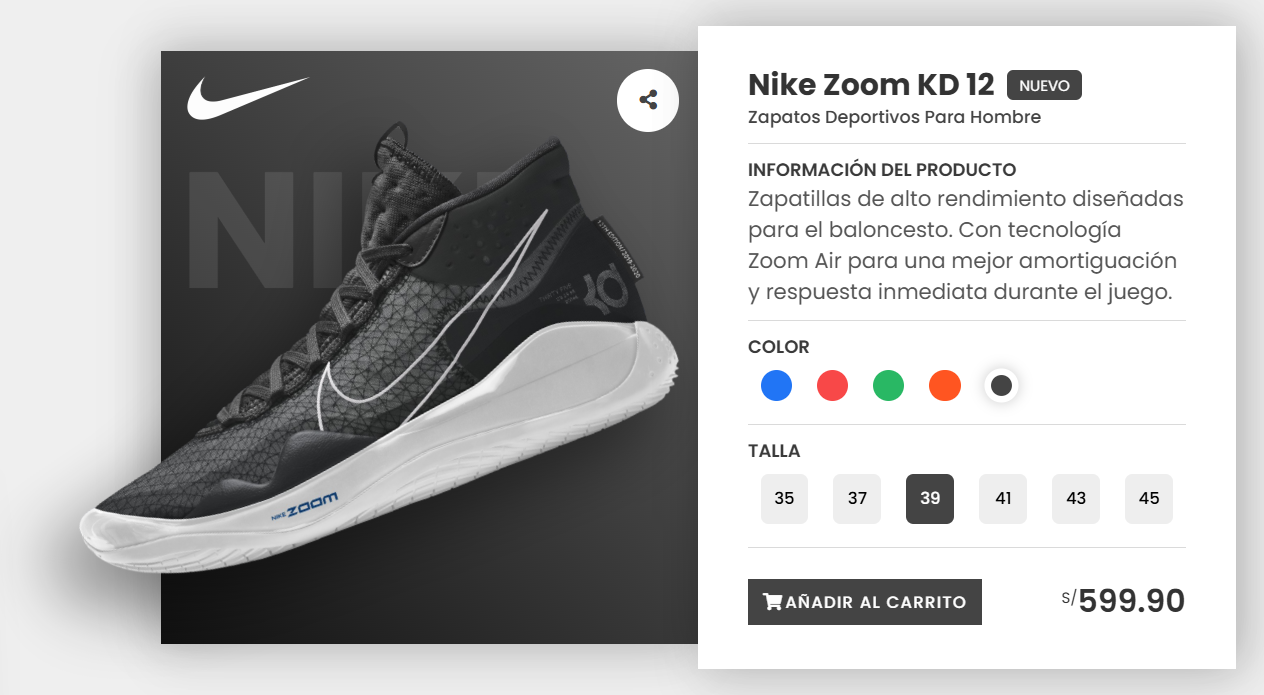 NIKE
kd
NIKE ZOOM
Nike Zoom KD 12
NUEVO
Zapatos Deportivos Para Hombre
INFORMACIÓN DEL PRODUCTO
Zapatillas de alto rendimiento diseñadas
para el baloncesto. Con tecnología
Zoom Air para una mejor amortiguación
y respuesta inmediata durante el juego.
COLOR
TALLA
35 37 39 41 43 45
AÑADIR AL CARRITO
S/599.90